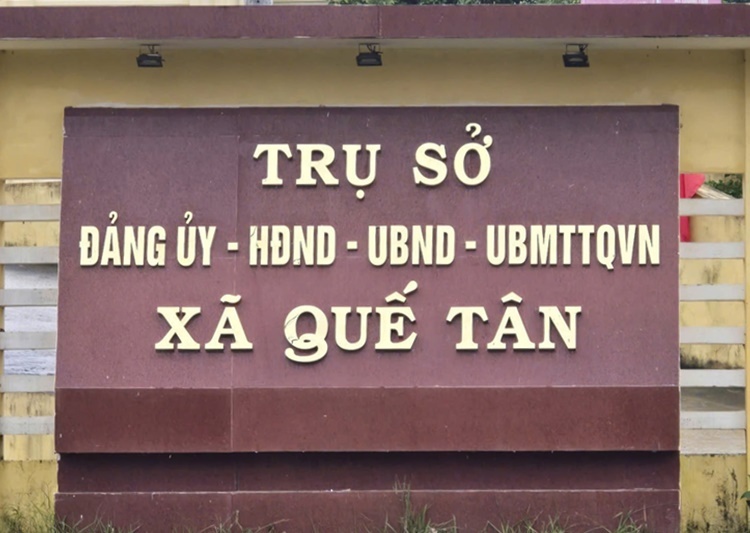 TRỤ SỞ
ĐẢNG ỦY - HĐND - UBND - UBMTTQVN
XÃ QUẾ TÂN